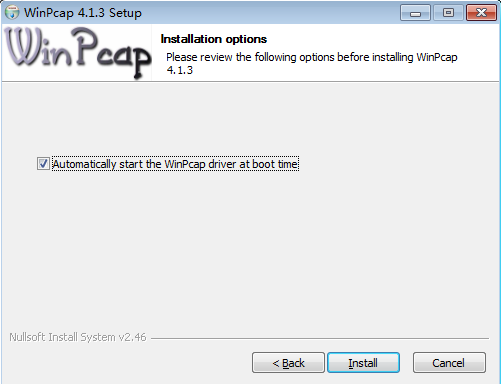 WinPcap 4.1.3 Setup
WinPcap
Installation options
Please review the following options before installing WinPcap
4.1.3
Automatically start the WinPcap driver at boot time
Nullsoft Install System v2.46
< Back
Install
Cancel